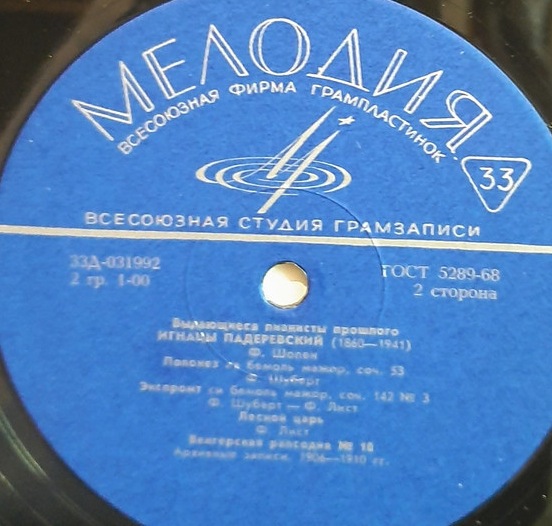 МЕЛОДИЯ
ВСЕСОЮЗНАЯ ФИРМА ГРАМПЛАСТИНОК
33
ВСЕСОЮЗНАЯ СТУДИЯ ГРАМЗАПИСИ
33Д-031992
2 гр. 1-00
ГОСТ 5289-68
2 сторона
Выдающиеся пианисты прошлого
ИГНАЦЫ ПАДЕРЕВСКИЙ (1860—1941)
Ф. Шопен
Полонез ля бемоль мажор, соч. 53
Ф. Шуберт
Экспромт си бемоль мажор, соч. 142 № 3
Ф. Шуберт — Ф. Лист
Лесной царь
Ф. Лист
Венгерская рапсодия № 10
Архивные записи, 1906—1910 гг.